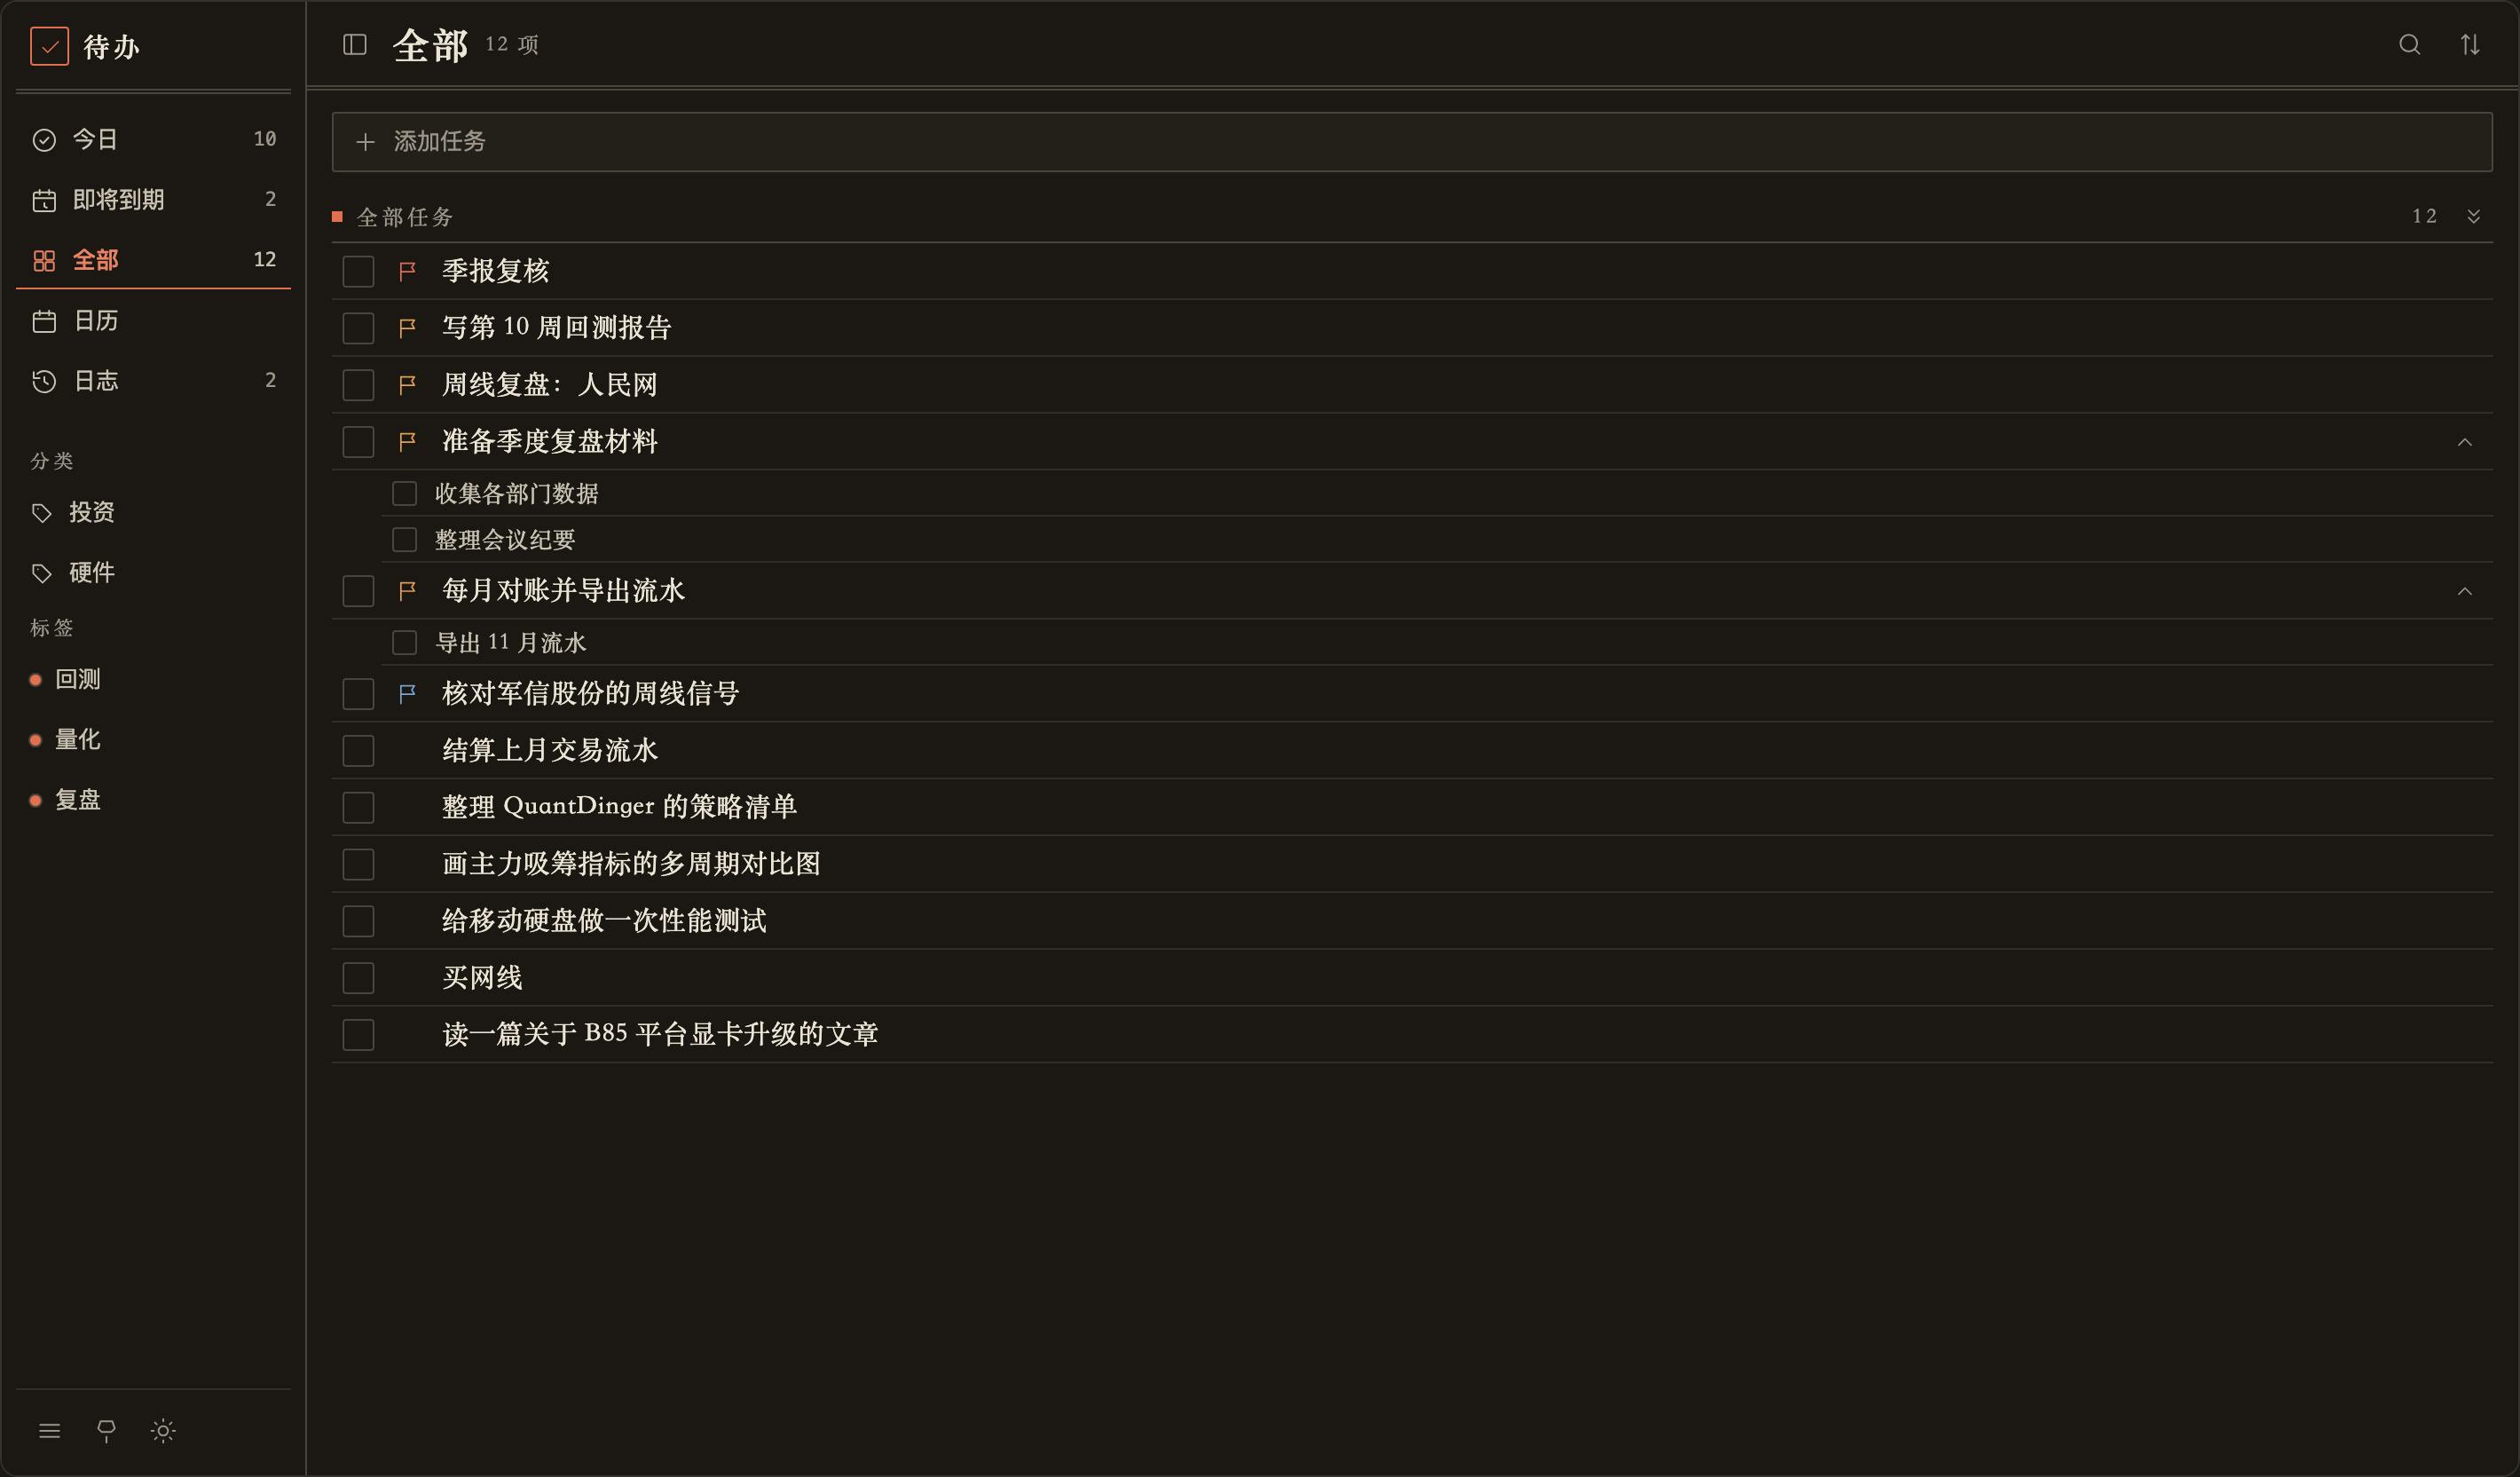 待办
今日 10
即将到期 2
全部 12
日历
日志 2
分类
投资
硬件
标签
回测
量化
复盘
全部 12 项
添加任务
全部任务 12
季报复核
写第 10 周回测报告
周线复盘：人民网
准备季度复盘材料
收集各部门数据
整理会议纪要
每月对账并导出流水
导出 11 月流水
核对军信股份的周线信号
结算上月交易流水
整理 QuantDinger 的策略清单
画主力吸筹指标的多周期对比图
给移动硬盘做一次性能测试
买网线
读一篇关于 B85 平台显卡升级的文章